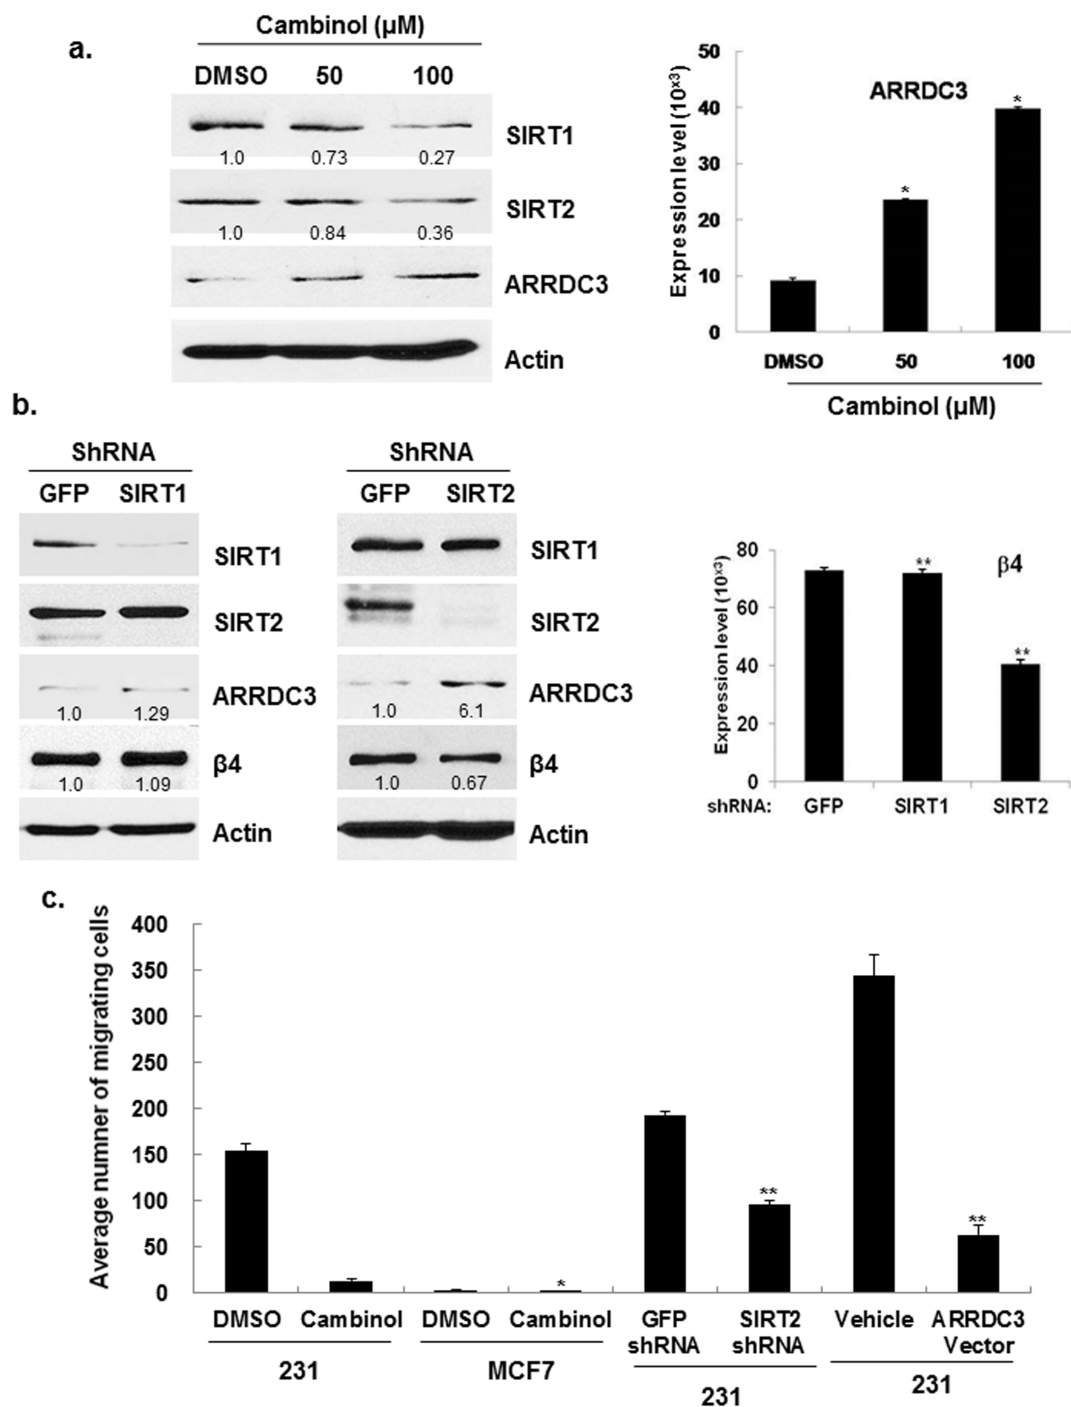 a.
Cambinol (µM)
DMSO 50 100
SIRT1
1.0 0.73 0.27
SIRT2
1.0 0.84 0.36
ARRDC3
Actin
Expression level (10ˣ³)
50
40
30
20
10
0
ARRDC3
*
*
DMSO 50 100
Cambinol (µM)
b.
ShRNA
GFP SIRT1
SIRT1
SIRT2
ARRDC3
1.0 1.29
β4
1.0 1.09
Actin
ShRNA
GFP SIRT2
SIRT1
SIRT2
ARRDC3
1.0 6.1
β4
1.0 0.67
Actin
Expression level (10ˣ³)
80
60
40
20
0
β4
**
**
shRNA: GFP SIRT1 SIRT2
c.
Average numner of migrating cells
400
350
300
250
200
150
100
50
0
*
**
**
DMSO Cambinol DMSO Cambinol GFP SIRT2 Vehicle ARRDC3
shRNA shRNA Vector
231 MCF7 231 231